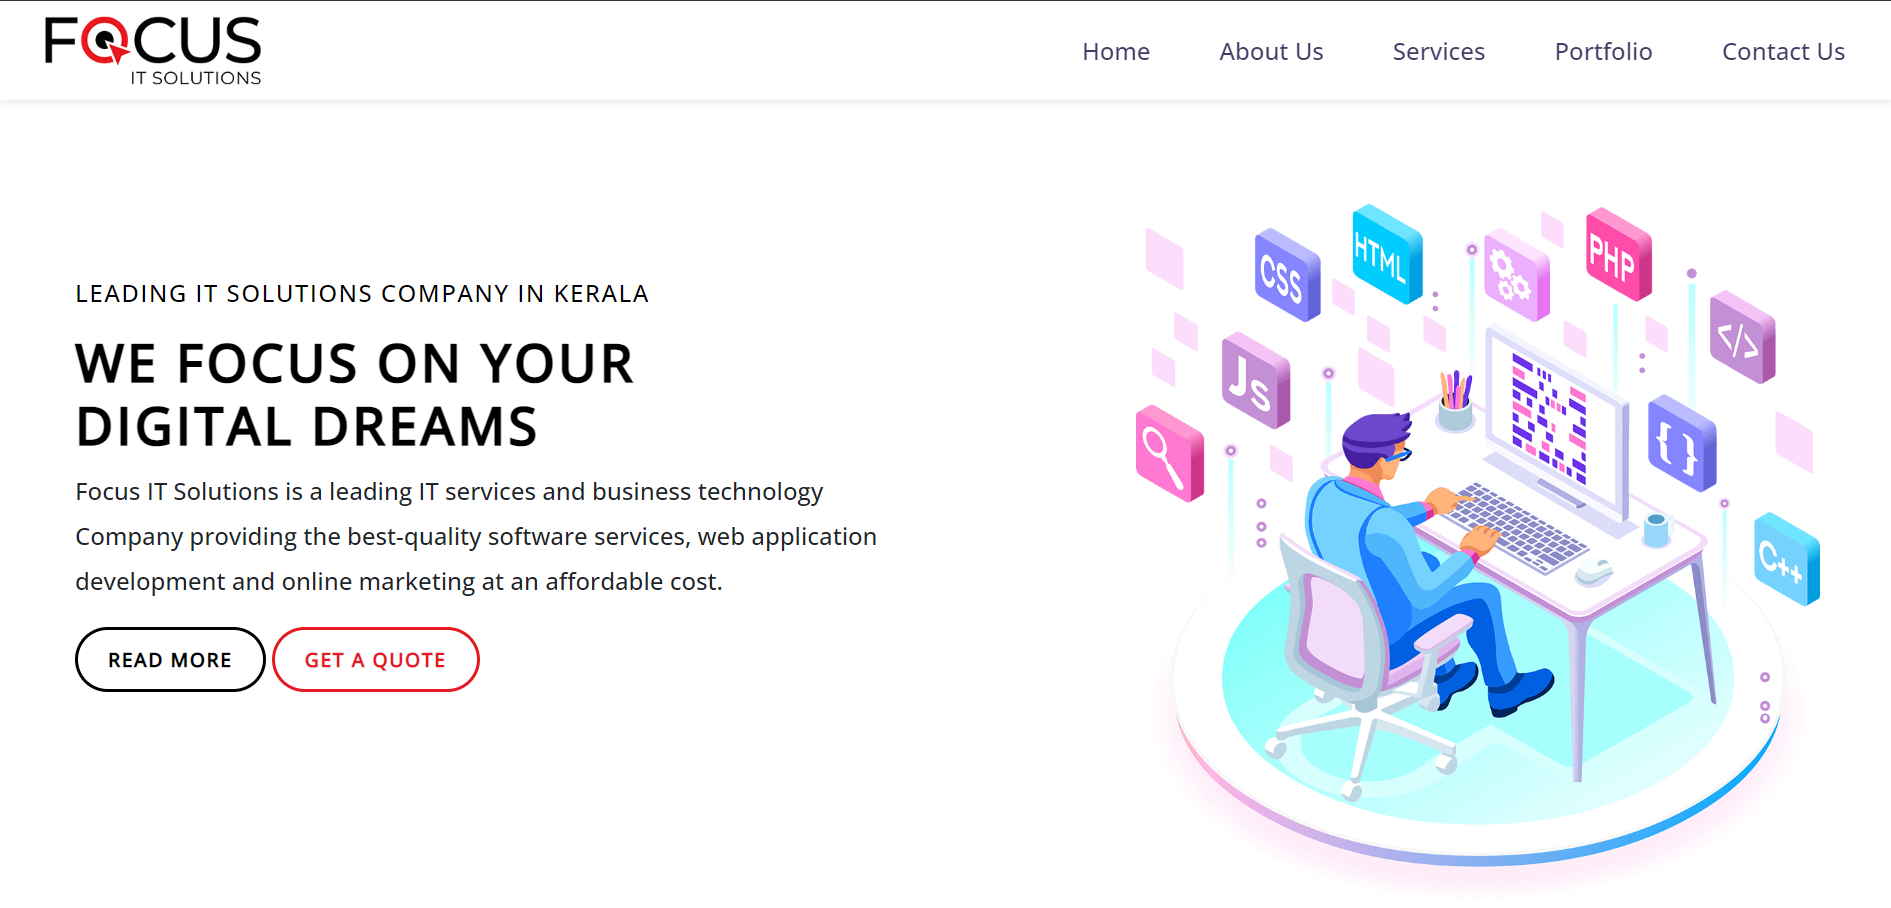 FOCUS
IT SOLUTIONS
Home
About Us
Services
Portfolio
Contact Us
LEADING IT SOLUTIONS COMPANY IN KERALA
WE FOCUS ON YOUR
DIGITAL DREAMS
Focus IT Solutions is a leading IT services and business technology
Company providing the best-quality software services, web application
development and online marketing at an affordable cost.
READ MORE
GET A QUOTE
CSS
HTML
PHP
</>
Js
{ }
C++